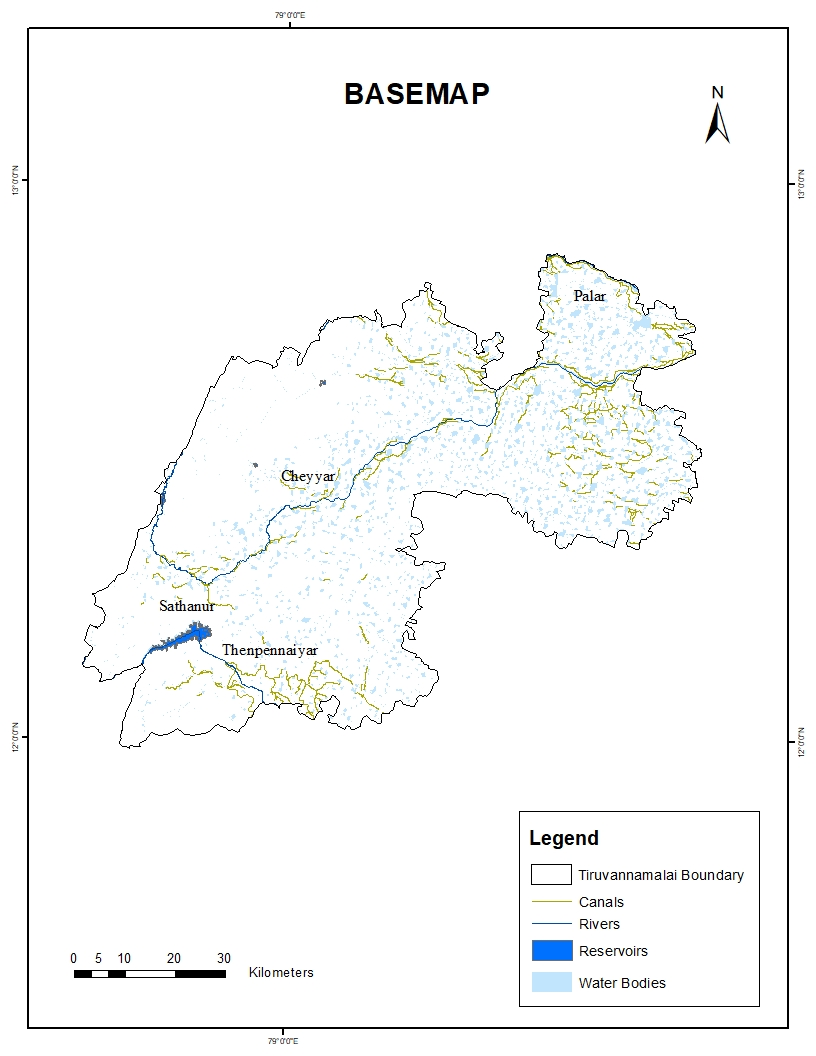 79°0'0"E
BASEMAP
N
13°0'0"N
13°0'0"N
Palar
Cheyyar
Sathanur
Thenpennaiyar
12°0'0"N
12°0'0"N
Legend
Tiruvannamalai Boundary
Canals
Rivers
Reservoirs
Water Bodies
0 5 10 20 30
Kilometers
79°0'0"E